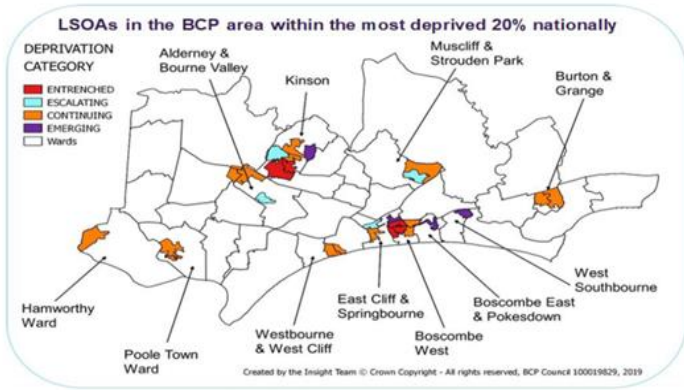 LSOAs in the BCP area within the most deprived 20% nationally
DEPRIVATION
CATEGORY
ENTRENCHED
ESCALATING
CONTINUING
EMERGING
Wards
Alderney &
Bourne Valley
Kinson
Muscliff &
Strouden Park
Burton &
Grange
Hamworthy
Ward
Poole Town
Ward
Westbourne
& West Cliff
East Cliff &
Springbourne
Boscombe
West
Boscombe East
& Pokesdown
West
Southbourne
Created by the Insight Team © Crown Copyright - All rights reserved, BCP Council 100019829, 2019